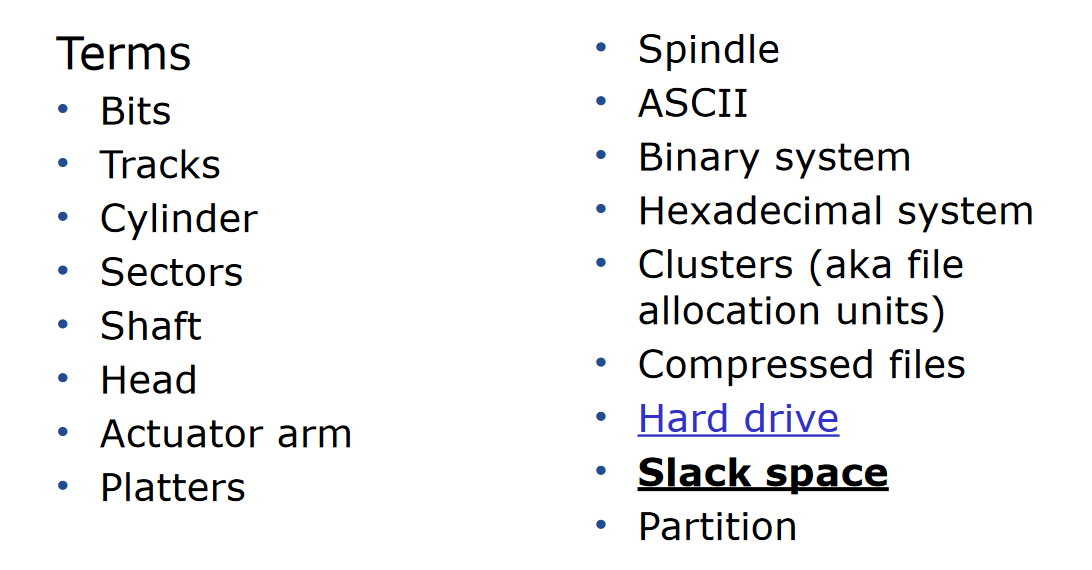 Terms
• Bits
• Tracks
• Cylinder
• Sectors
• Shaft
• Head
• Actuator arm
• Platters
• Spindle
• ASCII
• Binary system
• Hexadecimal system
• Clusters (aka file
allocation units)
• Compressed files
• Hard drive
• Slack space
• Partition